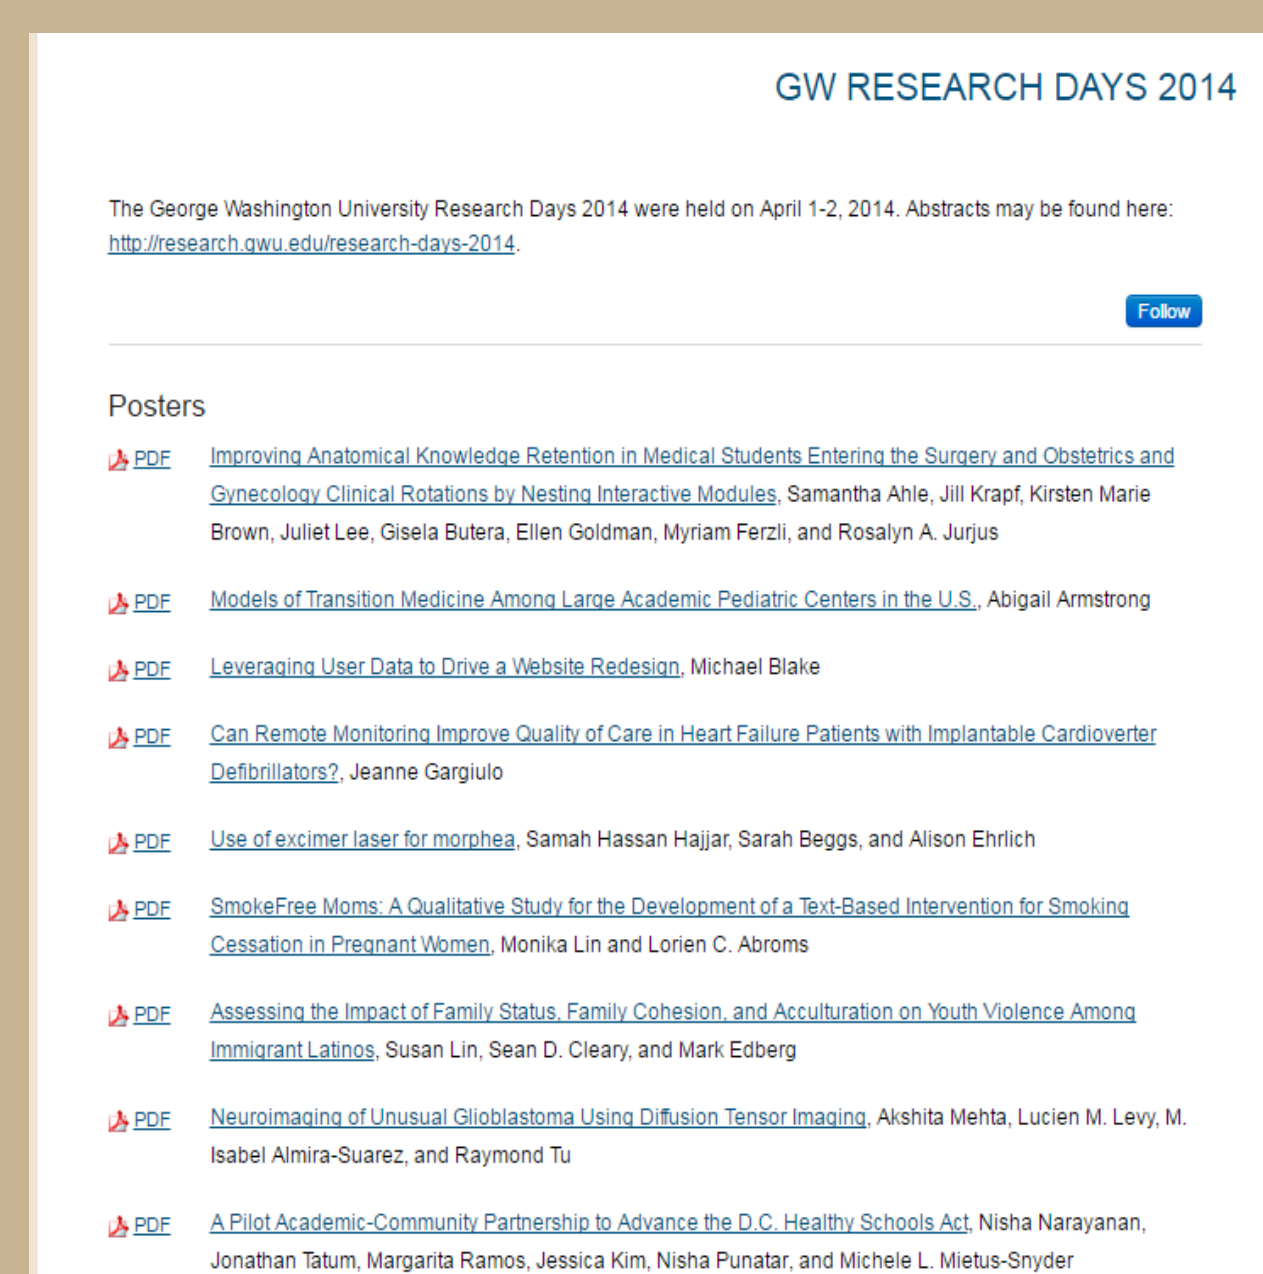 GW RESEARCH DAYS 2014
The George Washington University Research Days 2014 were held on April 1-2, 2014. Abstracts may be found here:
http://research.gwu.edu/research-days-2014.
Follow
Posters
PDF Improving Anatomical Knowledge Retention in Medical Students Entering the Surgery and Obstetrics and
Gynecology Clinical Rotations by Nesting Interactive Modules, Samantha Ahle, Jill Krapf, Kirsten Marie
Brown, Juliet Lee, Gisela Butera, Ellen Goldman, Myriam Ferzli, and Rosalyn A. Jurjus
PDF Models of Transition Medicine Among Large Academic Pediatric Centers in the U.S., Abigail Armstrong
PDF Leveraging User Data to Drive a Website Redesign, Michael Blake
PDF Can Remote Monitoring Improve Quality of Care in Heart Failure Patients with Implantable Cardioverter
Defibrillators?, Jeanne Gargiulo
PDF Use of excimer laser for morphea, Samah Hassan Hajjar, Sarah Beggs, and Alison Ehrlich
PDF SmokeFree Moms: A Qualitative Study for the Development of a Text-Based Intervention for Smoking
Cessation in Pregnant Women, Monika Lin and Lorien C. Abroms
PDF Assessing the Impact of Family Status, Family Cohesion, and Acculturation on Youth Violence Among
Immigrant Latinos, Susan Lin, Sean D. Cleary, and Mark Edberg
PDF Neuroimaging of Unusual Glioblastoma Using Diffusion Tensor Imaging, Akshita Mehta, Lucien M. Levy, M.
Isabel Almira-Suarez, and Raymond Tu
PDF A Pilot Academic-Community Partnership to Advance the D.C. Healthy Schools Act, Nisha Narayanan,
Jonathan Tatum, Margarita Ramos, Jessica Kim, Nisha Punatar, and Michele L. Mietus-Snyder